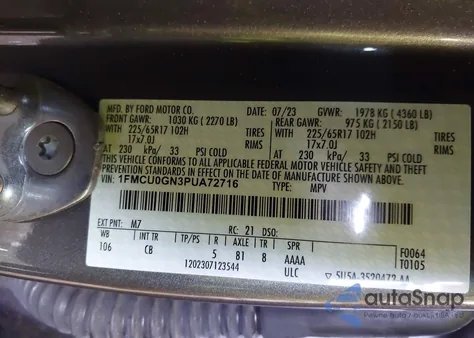 MFD. BY FORD MOTOR CO. DATE: 07/23 GVWR: 1978 KG ( 4360 LB)
FRONT GAWR: 1030 KG ( 2270 LB) REAR GAWR: 975 KG ( 2150 LB)
WITH 225/65R17 102H TIRES WITH 225/65R17 102H TIRES
17x7.0J RIMS 17x7.0J RIMS
AT 230 kPa 33 AT 230 kPa 33
THIS VEHICLE CONFORMS TO ALL APPLICABLE FEDERAL MOTOR VEHICLE SAFETY AND THEFT
PREVENTION STANDARDS IN EFFECT ON THE DATE OF MANUFACTURE SHOWN ABOVE.
VIN: 1FMCU0GN3PUA72716 TYPE: MPV
EXT PNT: M7 RC: 21 DSO:
WB INT TR TP/PS R AXLE TR SPR F0064
106 CB 5 81 8 AAAA T0105
1202307123544 ULC
5U5A-3520472-AA
autoSnap